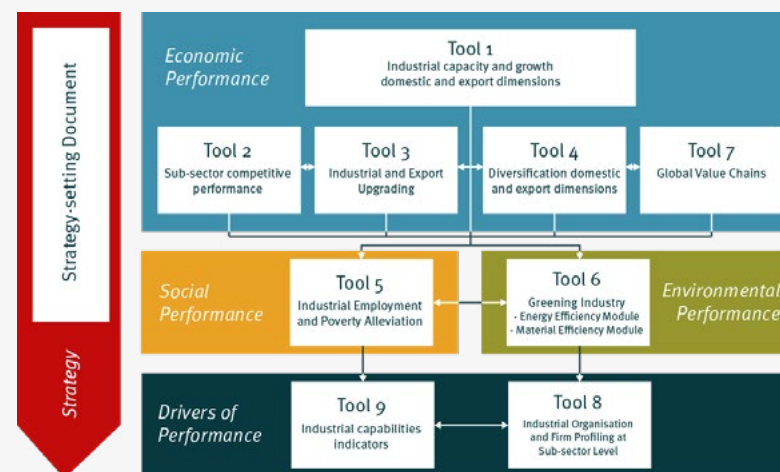 Strategy-setting Document
Strategy
Economic
Performance
Tool 1
Industrial capacity and growth
domestic and export dimensions
Tool 2
Sub-sector competitive
performance
Tool 3
Industrial and Export
Upgrading
Tool 4
Diversification domestic
and export dimensions
Tool 7
Global Value Chains
Social
Performance
Tool 5
Industrial Employment
and Poverty Alleviation
Tool 6
Greening Industry
- Energy Efficiency Module
- Material Efficiency Module
Environmental
Performance
Drivers of
Performance
Tool 9
Industrial capabilities
indicators
Tool 8
Industrial Organisation
and Firm Profiling at
Sub-sector Level